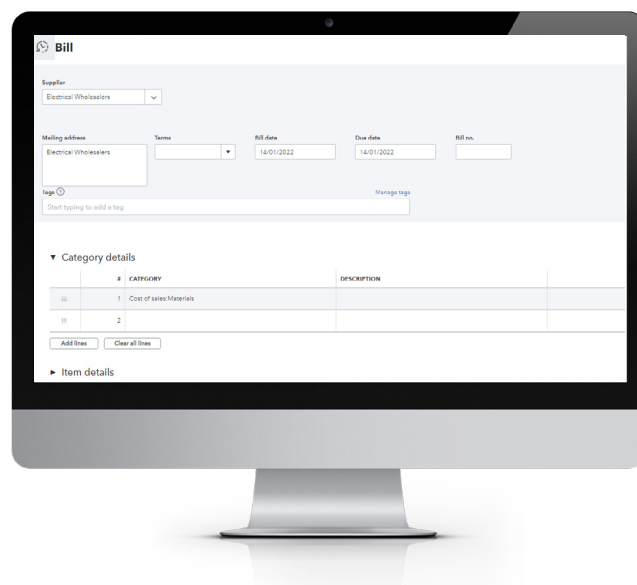 Bill
Supplier
Electrical Wholesalers
Mailing address Terms Bill date Due date Bill no.
Electrical Wholesalers 14/01/2022 14/01/2022
Tags ? Manage tags
Start typing to add a tag
Category details
# CATEGORY DESCRIPTION
1 Cost of sales:Materials
2
Add lines Clear all lines
Item details